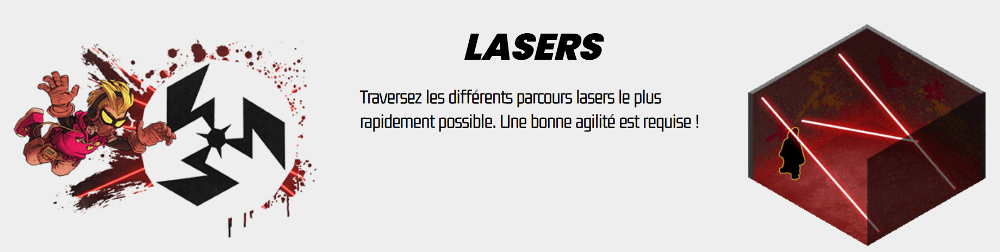 LASERS
Traversez les différents parcours lasers le plus
rapidement possible. Une bonne agilité est requise !